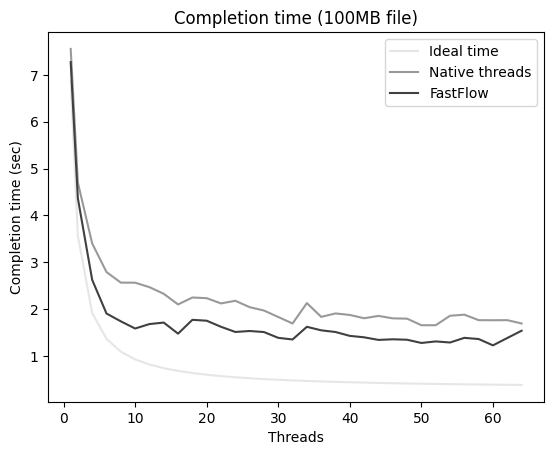 Completion time (100MB file)
Ideal time
Native threads
FastFlow
7
6
5
4
3
2
1
Completion time (sec)
0 10 20 30 40 50 60
Threads